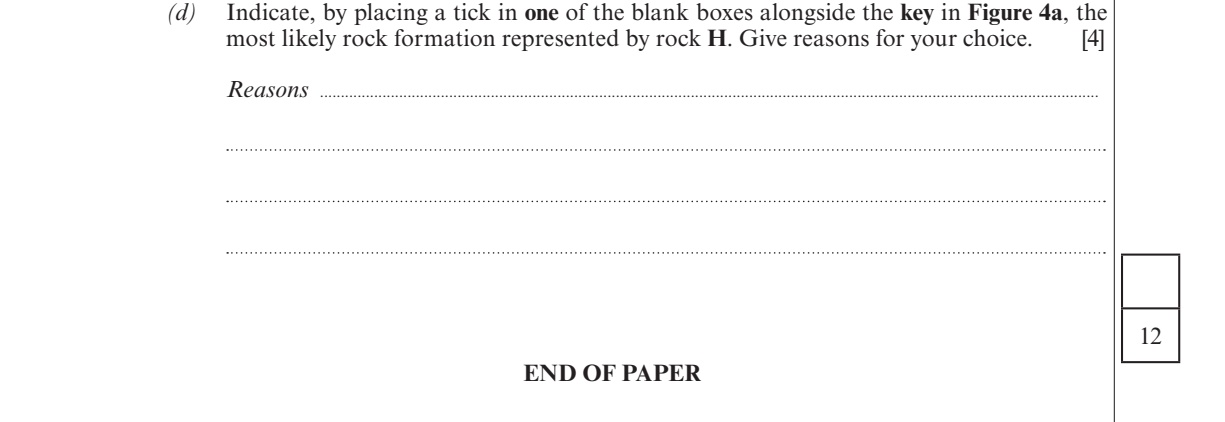 (d) Indicate, by placing a tick in one of the blank boxes alongside the key in Figure 4a, the
most likely rock formation represented by rock H. Give reasons for your choice. [4]
Reasons
12
END OF PAPER